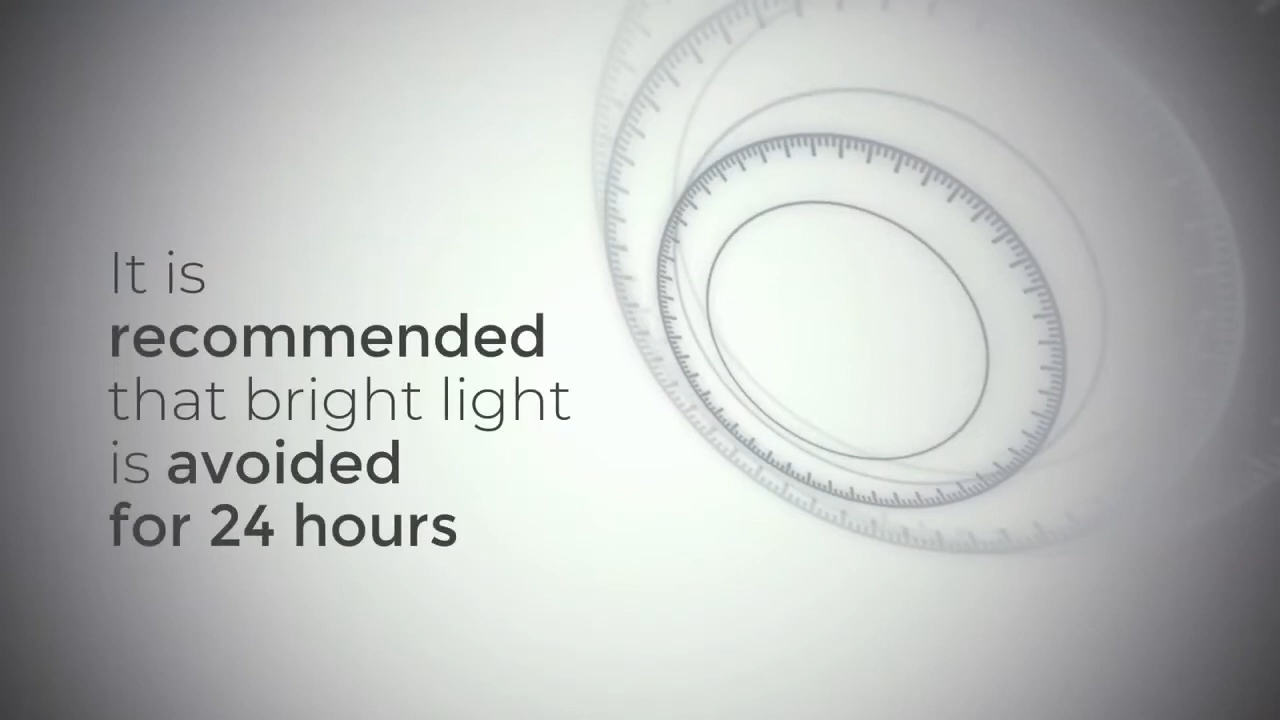 It is
recommended
that bright light
is avoided
for 24 hours